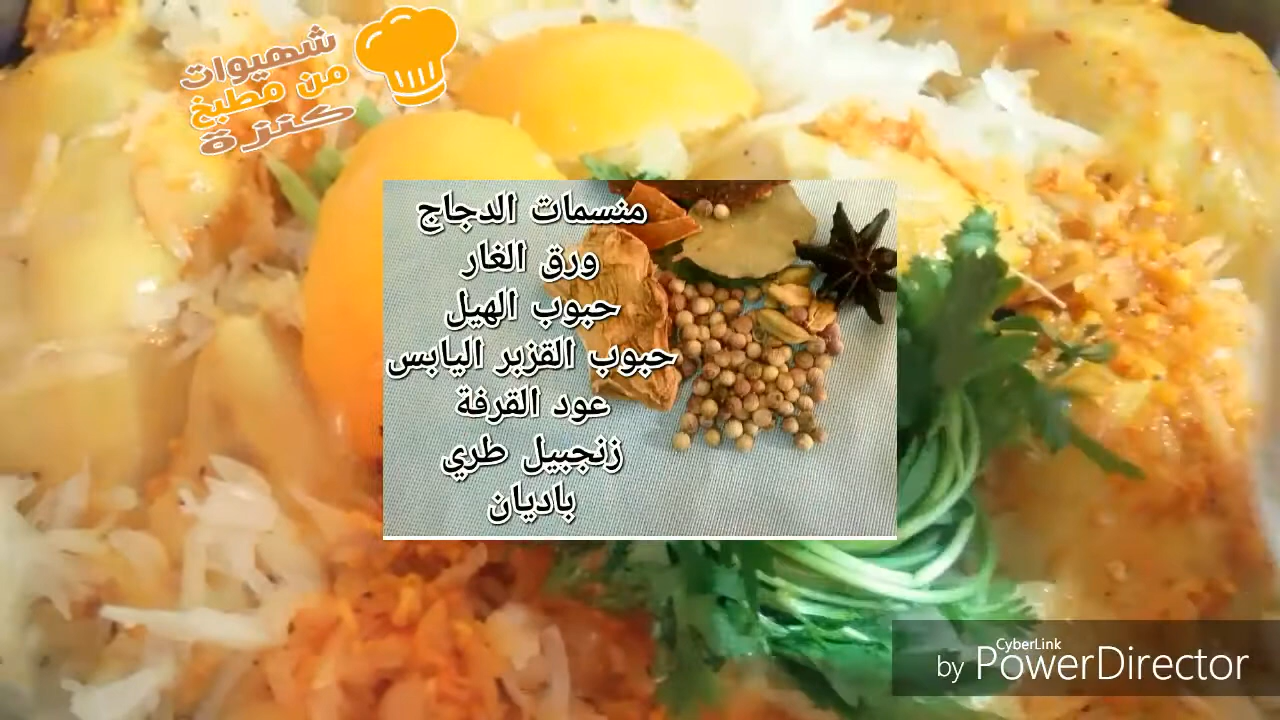 شهيوات
من مطبخ
كنزة
منسمات الدجاج
ورق الغار
حبوب الهيل
حبوب القزبر اليابس
عود القرفة
زنجبيل طري
باديان
CyberLink
by PowerDirector